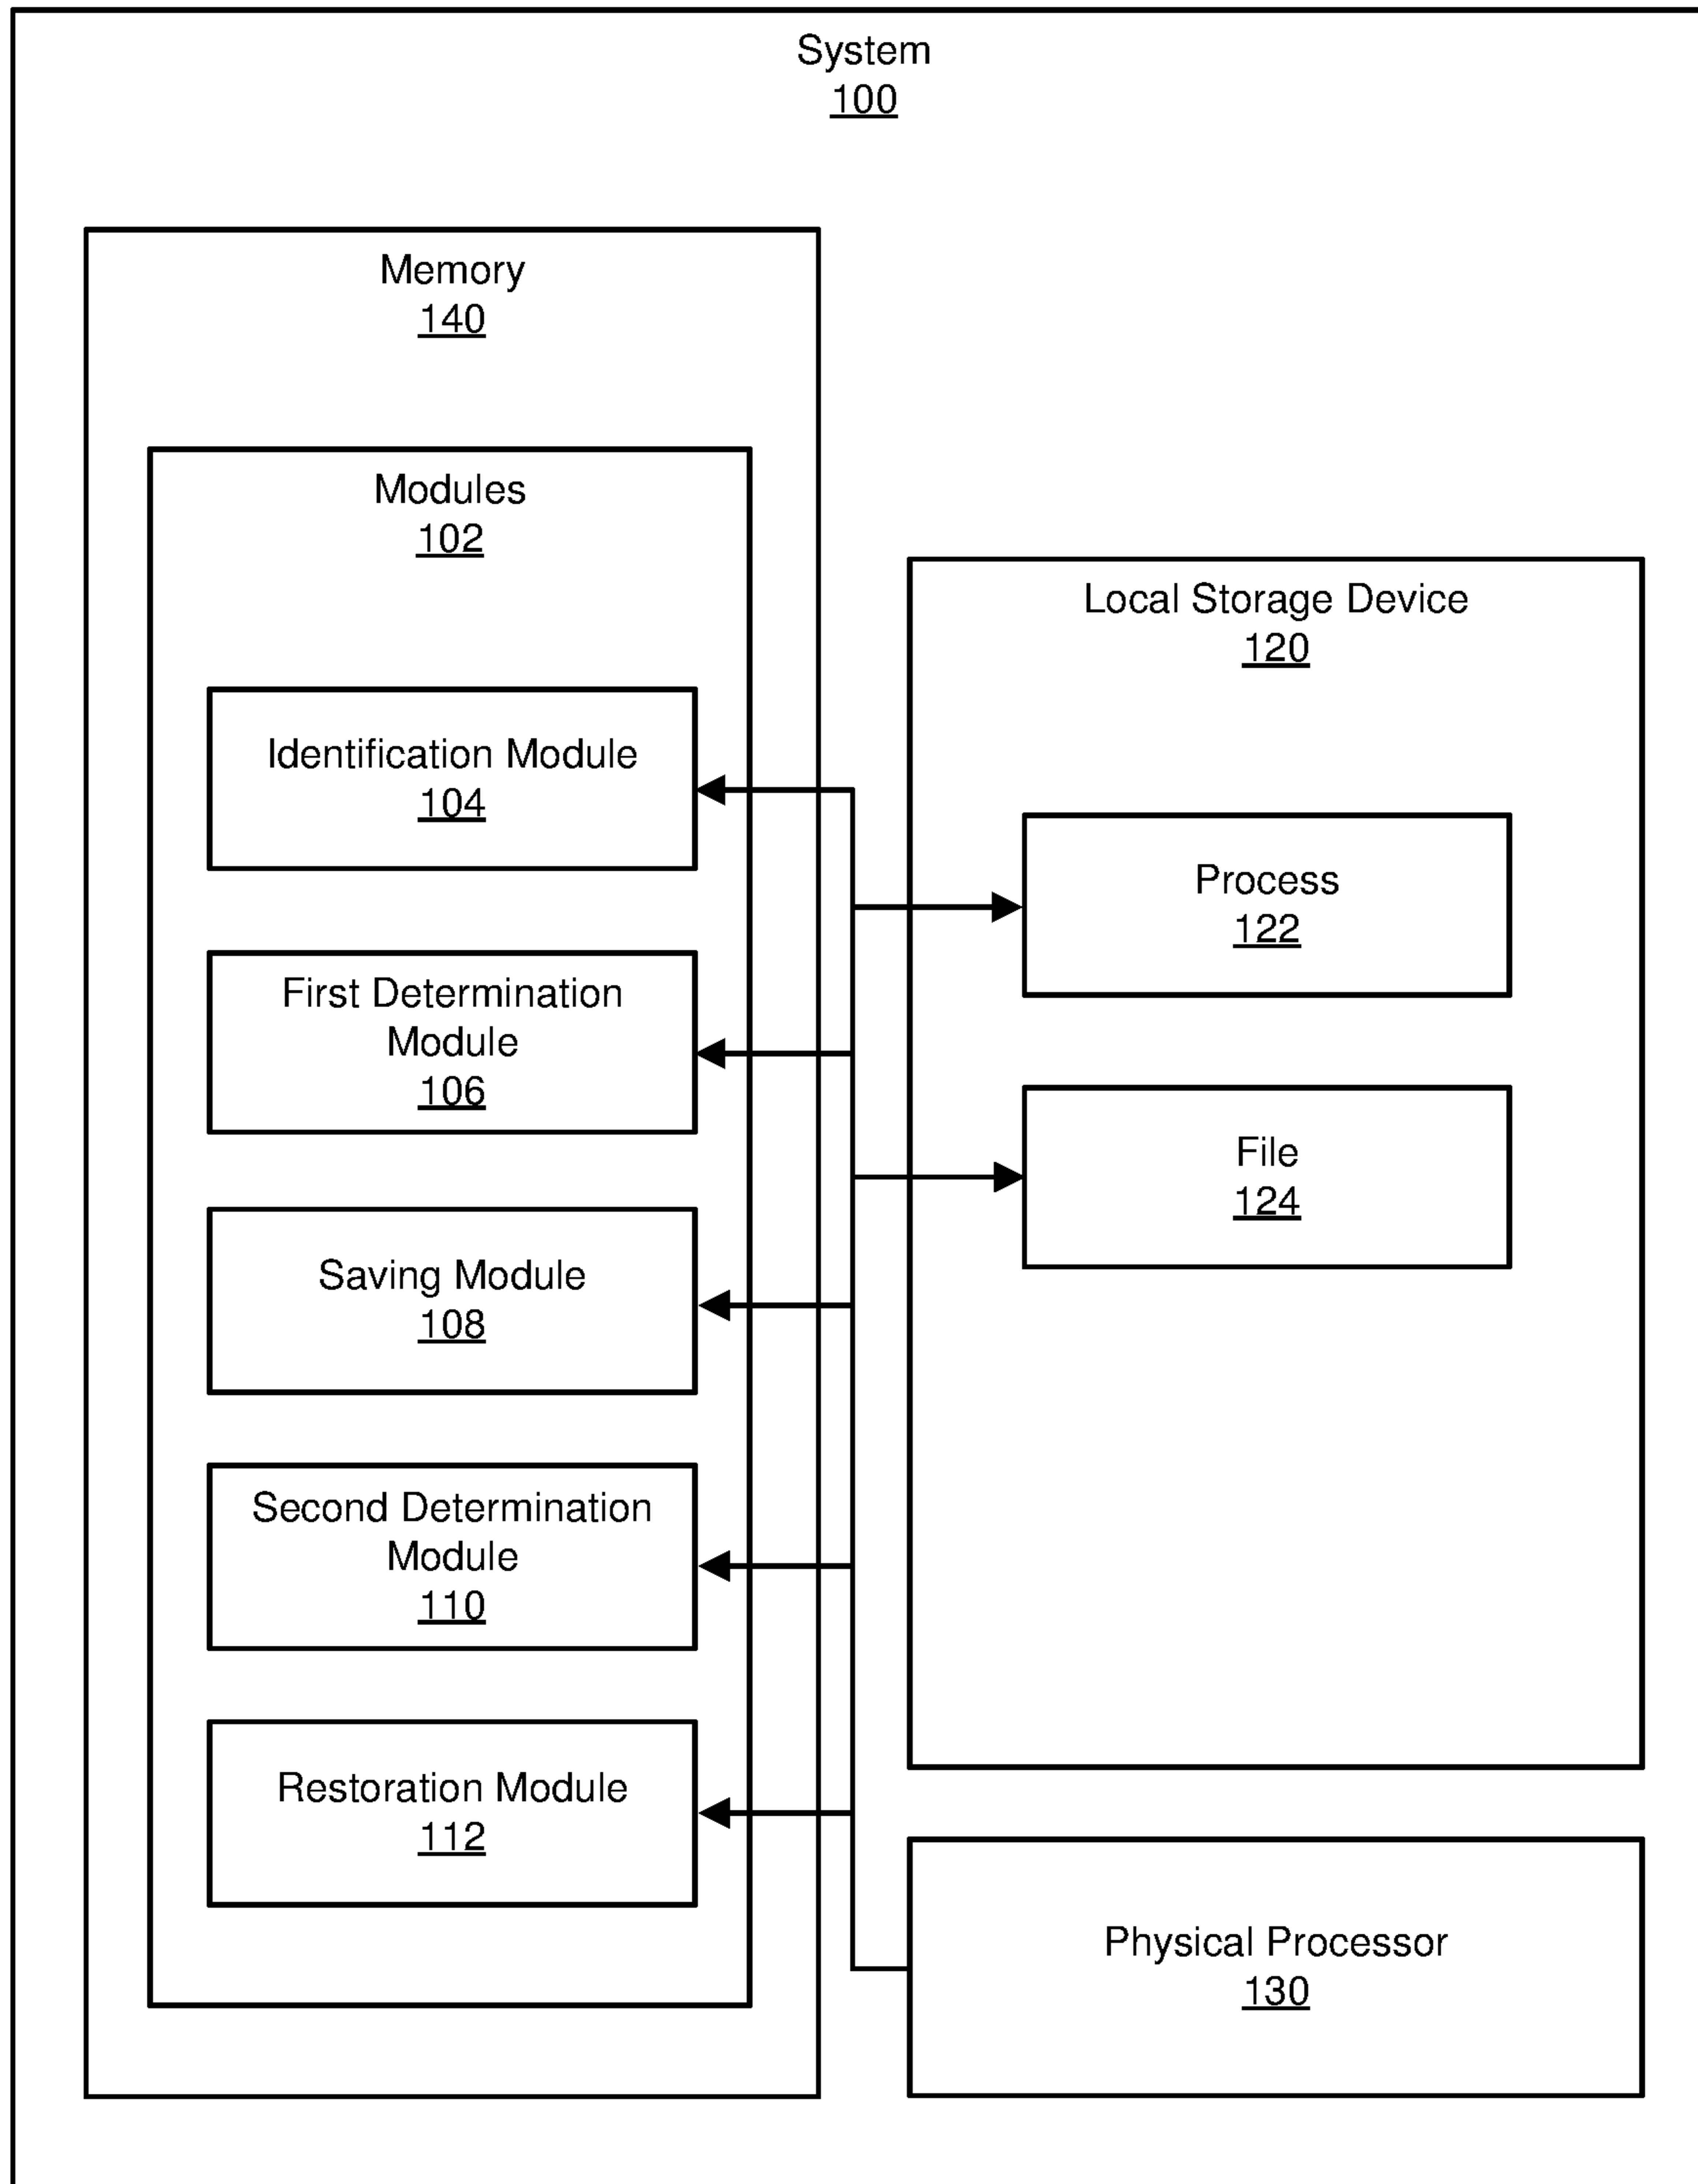 System
100
Memory
140
Modules
102
Identification Module
104
First Determination
Module
106
Saving Module
108
Second Determination
Module
110
Restoration Module
112
Local Storage Device
120
Process
122
File
124
Physical Processor
130